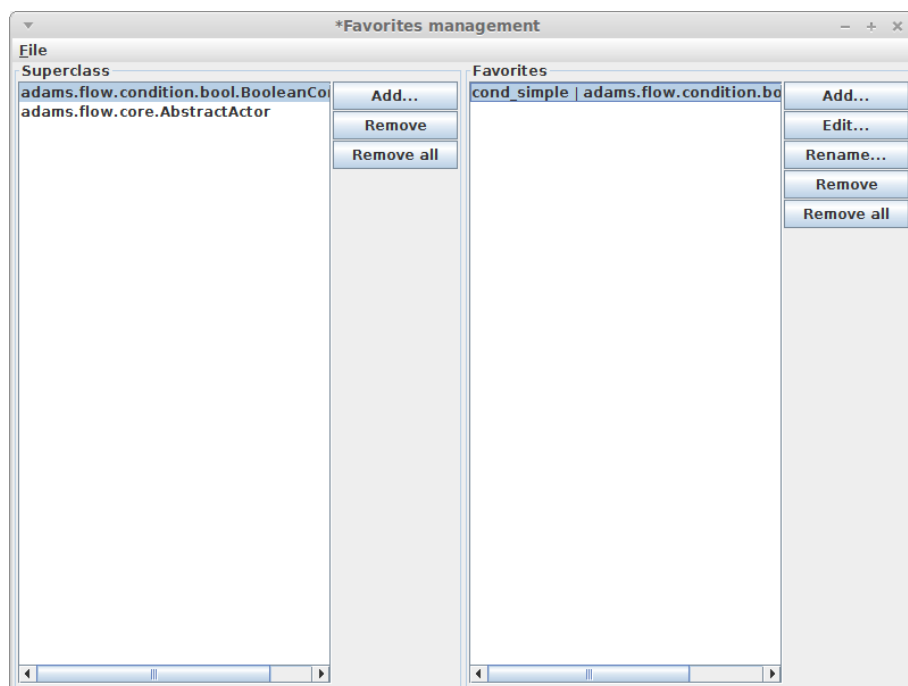 *Favorites management
File
Superclass
adams.flow.condition.bool.BooleanCo
adams.flow.core.AbstractActor
Add...
Remove
Remove all
Favorites
cond_simple | adams.flow.condition.bo
Add...
Edit...
Rename...
Remove
Remove all